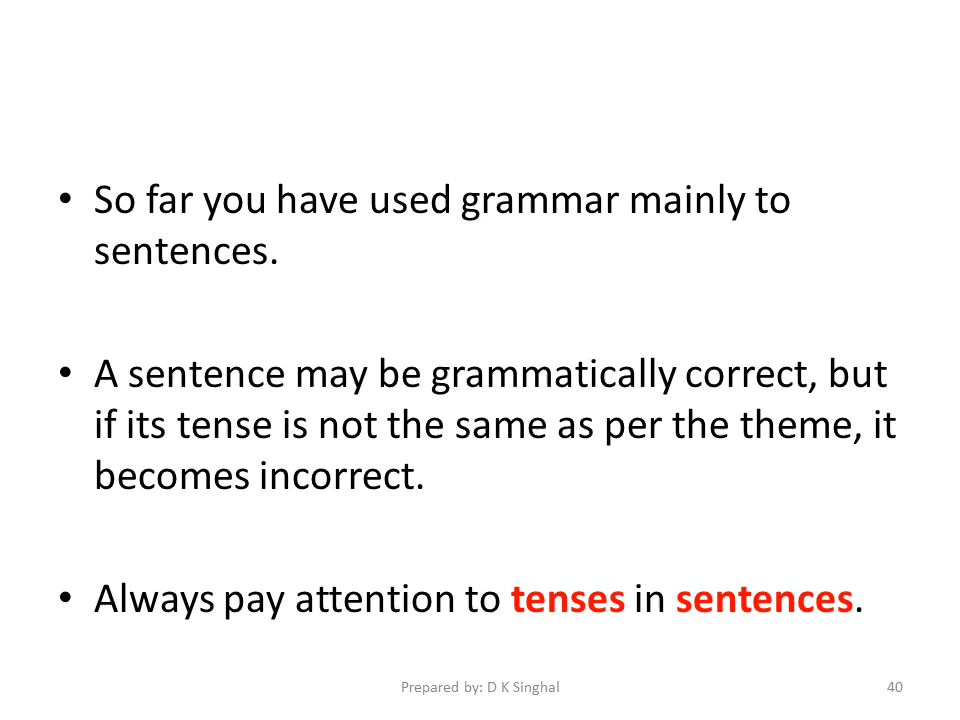 • So far you have used grammar mainly to
sentences.
• A sentence may be grammatically correct, but
if its tense is not the same as per the theme, it
becomes incorrect.
• Always pay attention to tenses in sentences.
Prepared by: D K Singhal
40